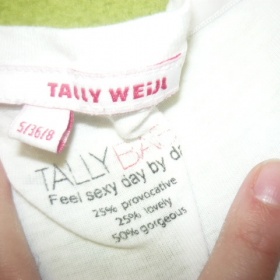 TALLY WEiJL
S/36/8
TALLY
Feel sexy day by
25% provocative
25% lovely
50% gorgeous